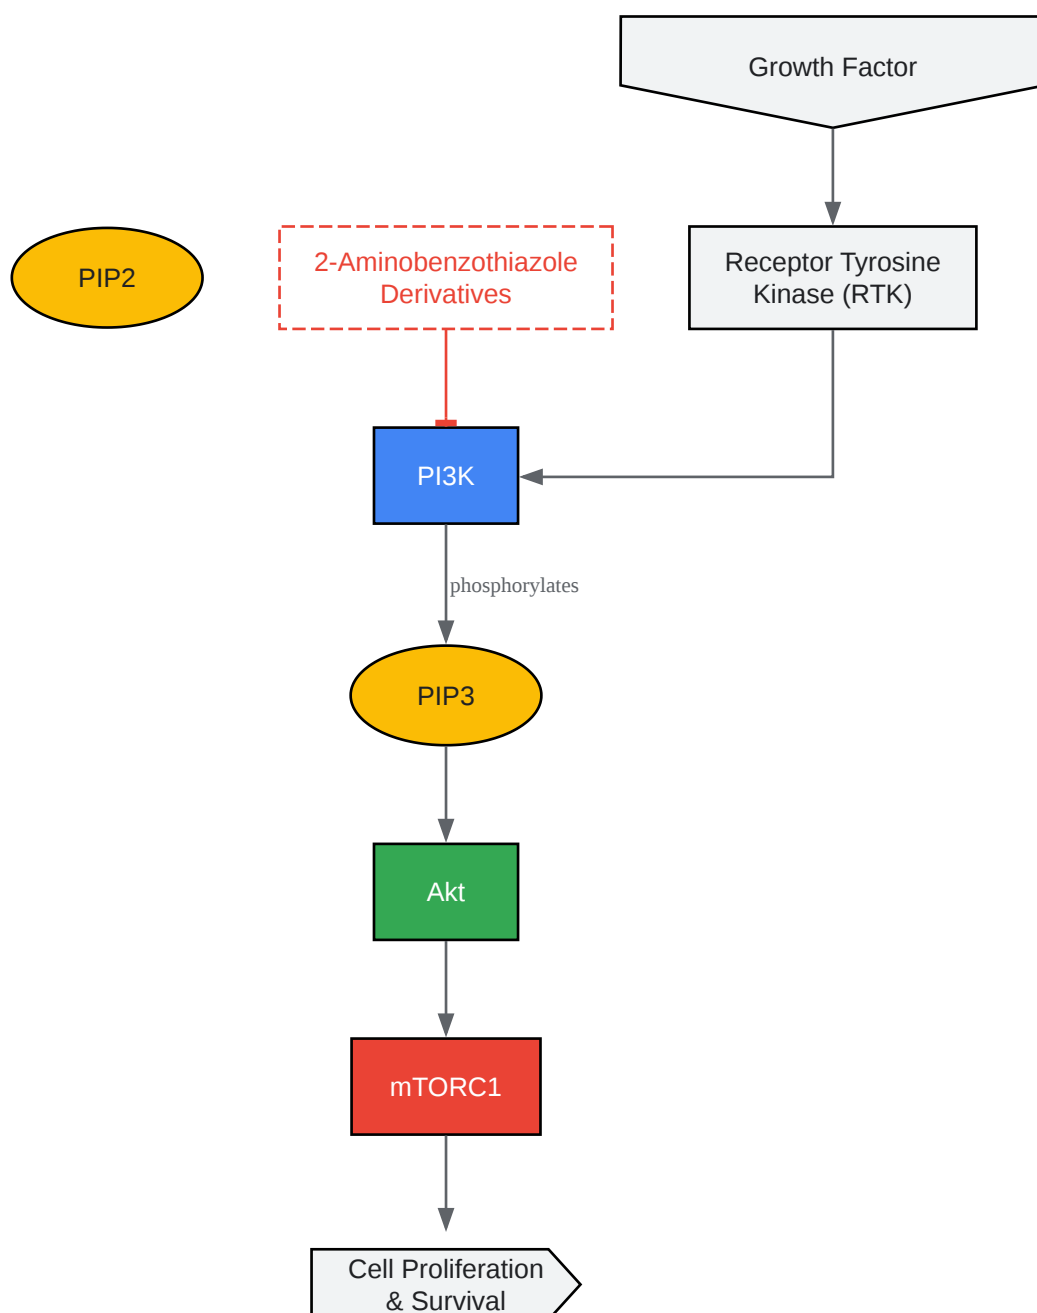 Growth Factor
PIP2
2-Aminobenzothiazole
Derivatives
Receptor Tyrosine
Kinase (RTK)
PI3K
phosphorylates
PIP3
Akt
mTORC1
Cell Proliferation
& Survival